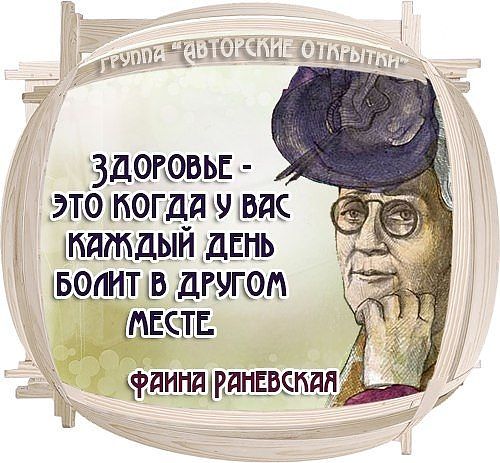 ГРУППА "АВТОРСКИЕ ОТКРЫТКИ"
ЗДОРОВЬЕ -
ЭТО КОГДА У ВАС
КАЖДЫЙ ДЕНЬ
БОЛИТ В ДРУГОМ
МЕСТЕ.
ФАИНА РАНЕВСКАЯ